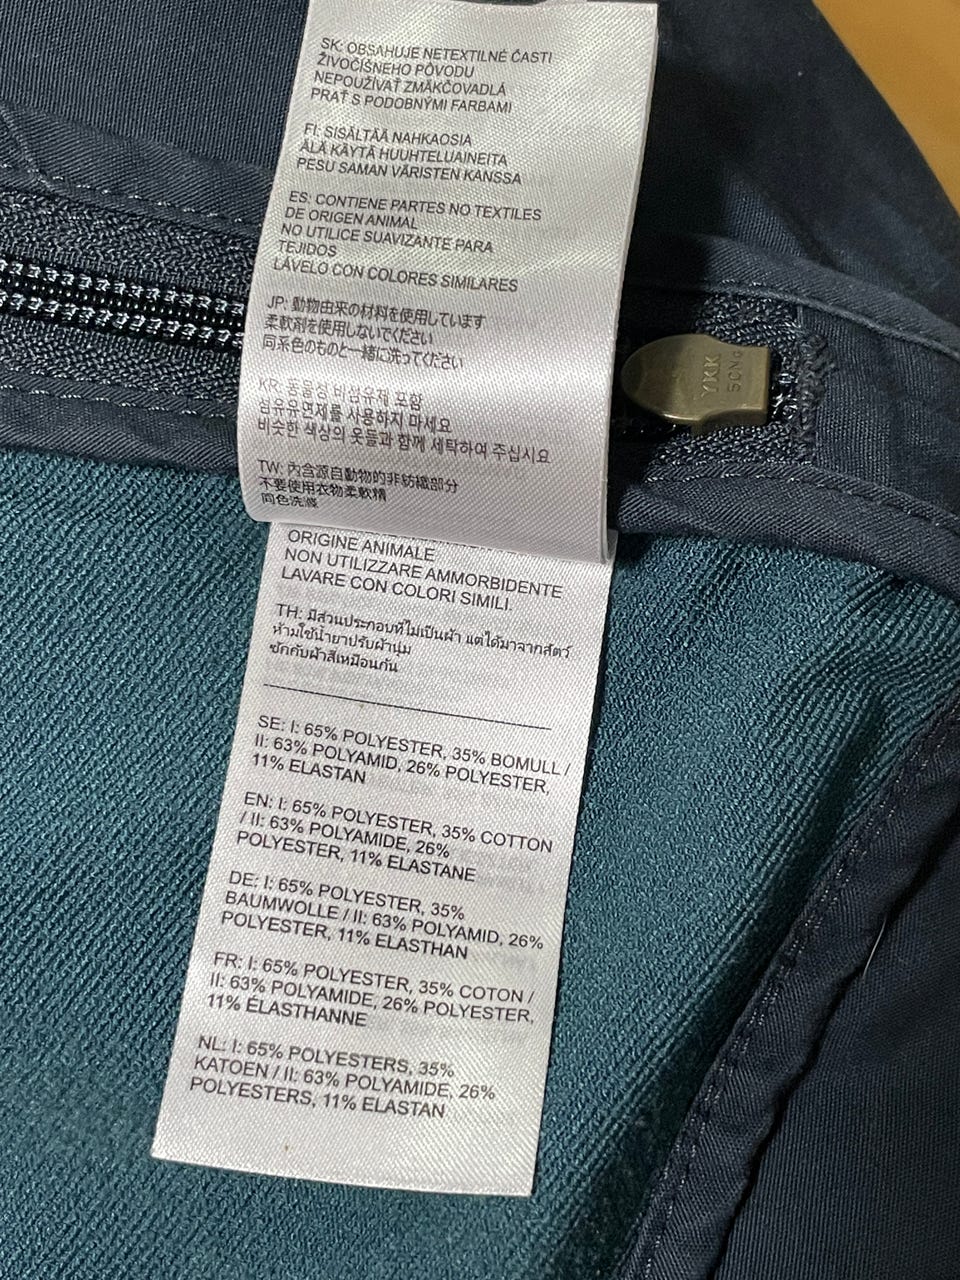 SK: OBSAHUJE NETEXTILNÉ ČASTI
ŽIVOČÍŠNEHO PÔVODU
NEPOUŽÍVAŤ ZMÄKČOVADLÁ
PRAŤ S PODOBNÝMI FARBAMI
FI: SISÄLTÄÄ NAHKAOSIA
ÄLÄ KÄYTÄ HUUHTELUAINEITA
PESU SAMAN VÄRISTEN KANSSA
ES: CONTIENE PARTES NO TEXTILES
DE ORIGEN ANIMAL
NO UTILICE SUAVIZANTE PARA
TEJIDOS
LÁVELO CON COLORES SIMILARES
JP: 動物由来の材料を使用しています
柔軟剤を使用しないでください
同系色のものと一緒に洗ってください
KR: 동물성 비섬유제 포함
섬유유연제를 사용하지 마세요
비슷한 색상의 옷들과 함께 세탁하여 주십시요
TW: 內含源自動物的非紡織部分
不要使用衣物柔軟精
同色洗滌
YKK
5CNG
ORIGINE ANIMALE
NON UTILIZZARE AMMORBIDENTE
LAVARE CON COLORI SIMILI.
TH: มีส่วนประกอบที่ไม่เป็นผ้า แต่ได้มาจากสัตว์
ห้ามใช้น้ำยาปรับผ้านุ่ม
ซักกับผ้าสีเหมือนกัน
SE: I: 65% POLYESTER, 35% BOMULL /
II: 63% POLYAMID, 26% POLYESTER,
11% ELASTAN
EN: I: 65% POLYESTER, 35% COTTON
/ II: 63% POLYAMIDE, 26%
POLYESTER, 11% ELASTANE
DE: I: 65% POLYESTER, 35%
BAUMWOLLE / II: 63% POLYAMID, 26%
POLYESTER, 11% ELASTHAN
FR: I: 65% POLYESTER, 35% COTON /
II: 63% POLYAMIDE, 26% POLYESTER,
11% ÉLASTHANNE
NL: I: 65% POLYESTERS, 35%
KATOEN / II: 63% POLYAMIDE, 26%
POLYESTERS, 11% ELASTAN